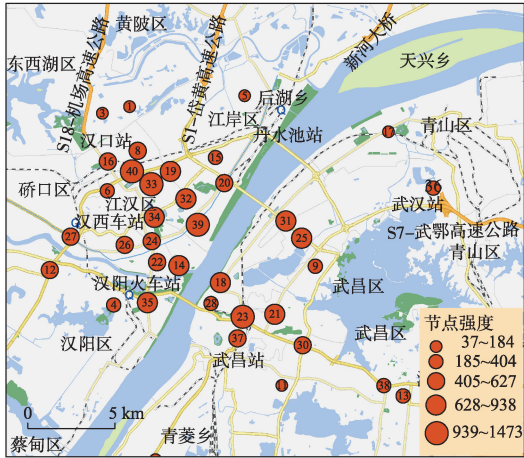 黄陂区
新河大桥
天兴乡
东西湖区
S18-机场高速公路
S1-岱黄高速公路
5
后湖乡
1
3
江岸区
丹水池站
17
青山区
汉口站
8
16
15
40
19
33
20
36
硚口区
6
32
武汉站
江汉区
34
39
31
S7-武鄂高速公路
汉西车站
27
26
24
25
青山区
12
22
14
9
汉阳火车站
18
武昌区
4
35
28
23
21
节点强度
37~184
武昌区
汉阳区
37
30
185~404
武昌站
405~627
11
38
13
628~938
0
5 km
939~1473
蔡甸区
青菱乡